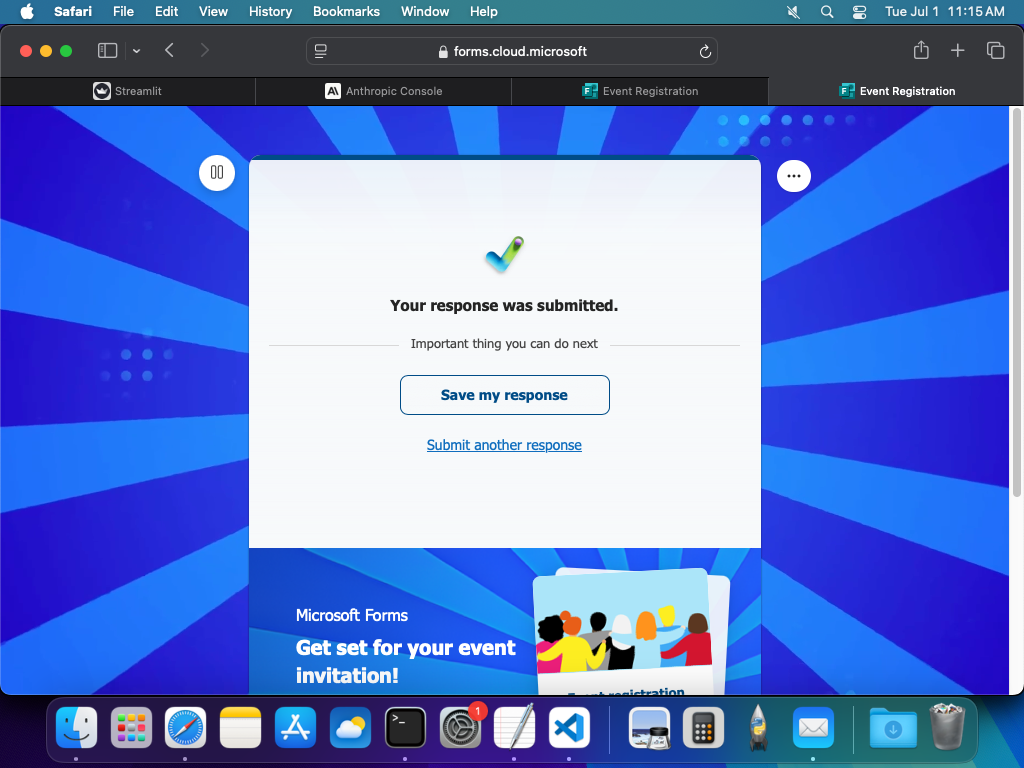 Safari File Edit View History Bookmarks Window Help Tue Jul 1 11:15 AM
forms.cloud.microsoft
Streamlit
Anthropic Console
Event Registration
Event Registration
Your response was submitted.
Important thing you can do next
Save my response
Submit another response
Microsoft Forms
Get set for your event
invitation!
Event registration
1